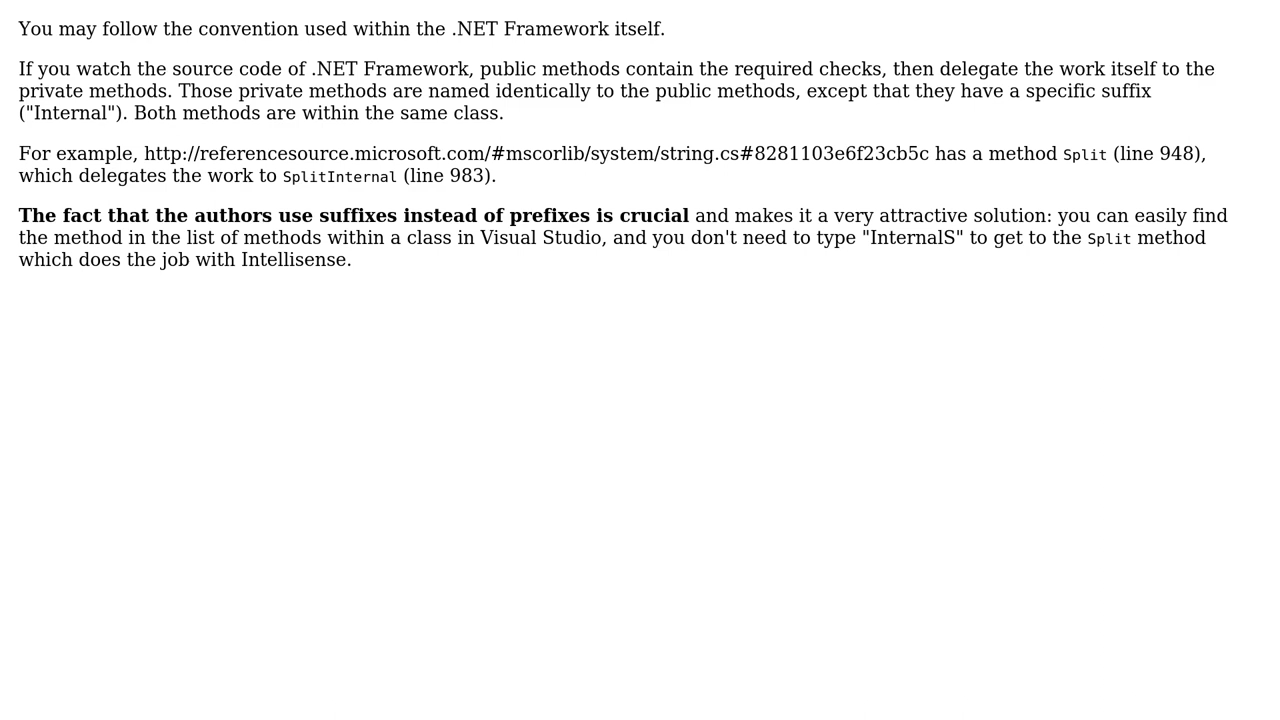 You may follow the convention used within the .NET Framework itself.
If you watch the source code of .NET Framework, public methods contain the required checks, then delegate the work itself to the
private methods. Those private methods are named identically to the public methods, except that they have a specific suffix
("Internal"). Both methods are within the same class.
For example, http://referencesource.microsoft.com/#mscorlib/system/string.cs#8281103e6f23cb5c has a method Split (line 948),
which delegates the work to SplitInternal (line 983).
The fact that the authors use suffixes instead of prefixes is crucial and makes it a very attractive solution: you can easily find
the method in the list of methods within a class in Visual Studio, and you don't need to type "InternalS" to get to the Split method
which does the job with Intellisense.